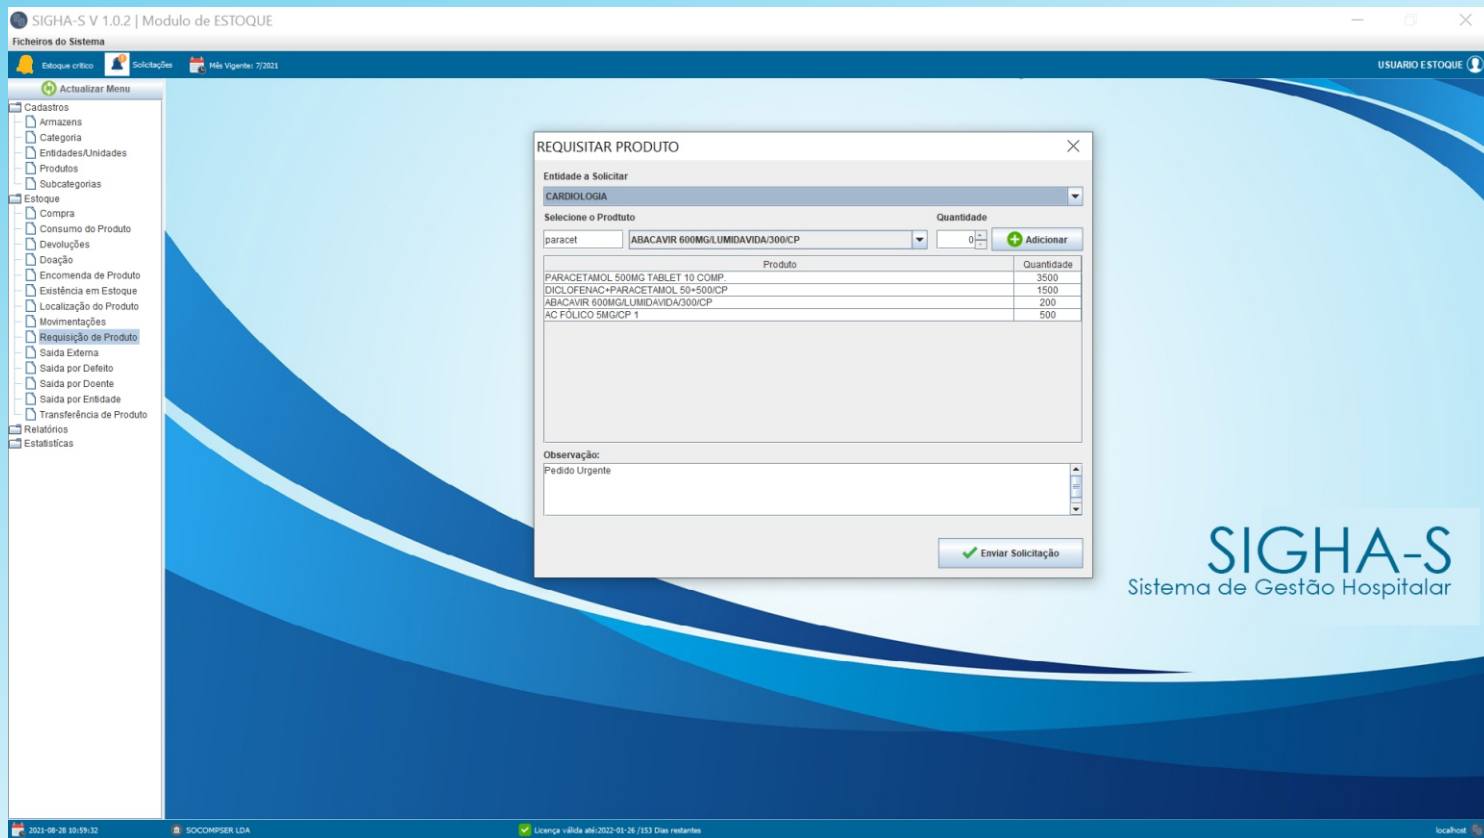 SIGHA-S V 1.0.2 | Modulo de ESTOQUE
Ficheiros do Sistema
Estoque crítico Solicitações Mês Vigente: 7/2021 USUARIO ESTOQUE
Actualizar Menu
Cadastros
Armazens
Categoria
Entidades/Unidades
Produtos
Subcategorias
Estoque
Compra
Consumo do Produto
Devoluções
Doação
Encomenda de Produto
Existência em Estoque
Localização do Produto
Movimentações
Requisição de Produto
Saida Externa
Saida por Defeito
Saida por Doente
Saida por Entidade
Transferência de Produto
Relatórios
Estatistícas
REQUISITAR PRODUTO
Entidade a Solicitar
CARDIOLOGIA
Selecione o Prodtuto Quantidade
paracet ABACAVIR 600MG/LUMIDAVIDA/300/CP 0 Adicionar
Produto Quantidade
PARACETAMOL 500MG TABLET 10 COMP. 3500
DICLOFENAC+PARACETAMOL 50+500/CP 1500
ABACAVIR 600MG/LUMIDAVIDA/300/CP 200
AC FÓLICO 5MG/CP 1 500
Observação:
Pedido Urgente
Enviar Solicitação
SIGHA-S
Sistema de Gestão Hospitalar
2021-08-28 10:59:32 SOCOMPSER LDA Licença válida até:2022-01-26 /153 Dias restantes localhost